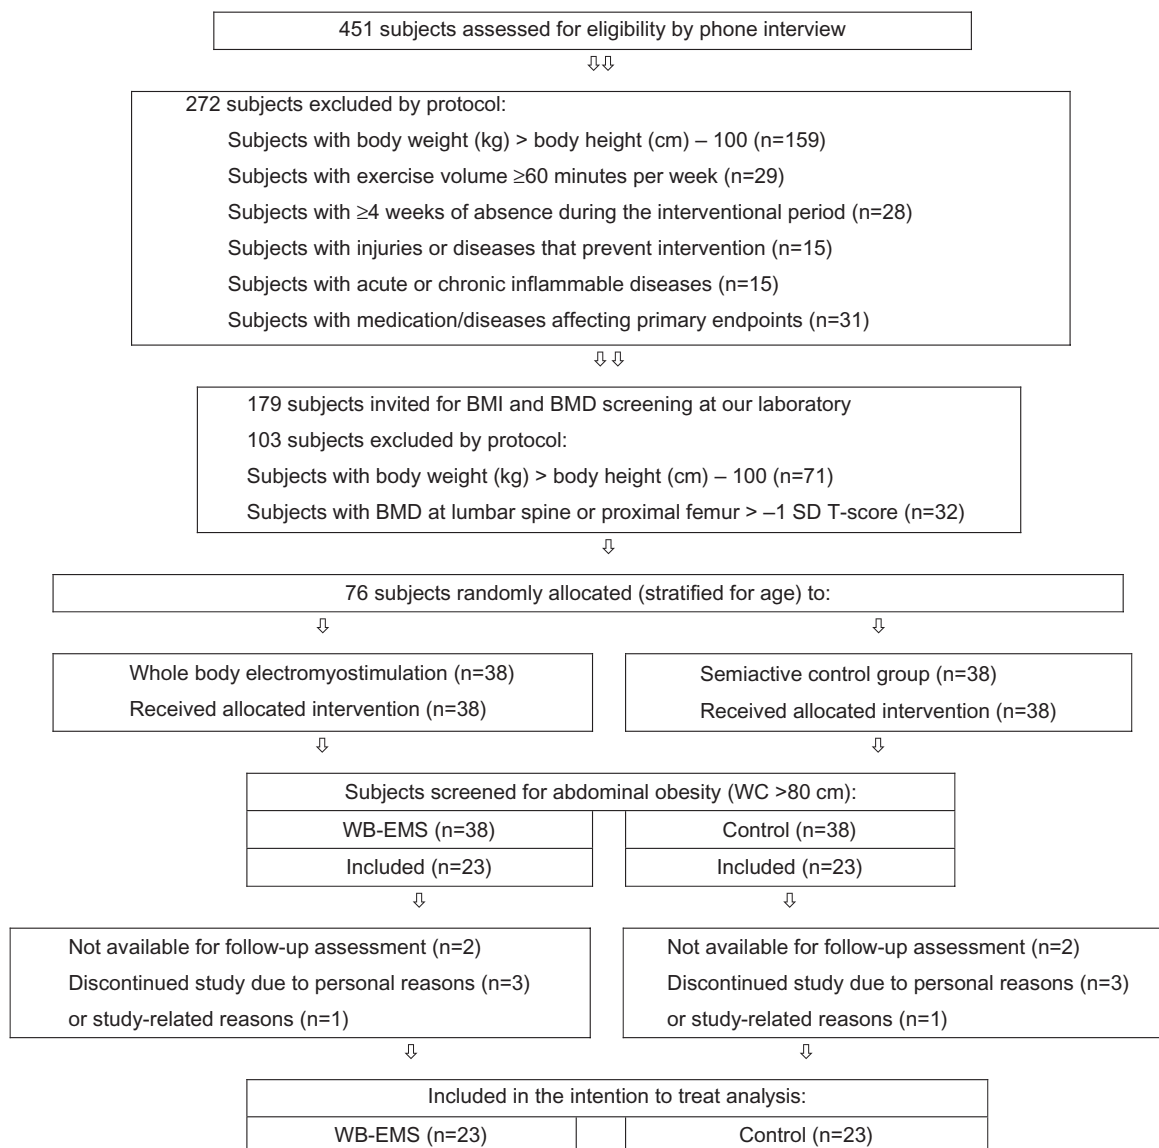 451 subjects assessed for eligibility by phone interview
272 subjects excluded by protocol:
Subjects with body weight (kg) > body height (cm) – 100 (n=159)
Subjects with exercise volume ≥60 minutes per week (n=29)
Subjects with ≥4 weeks of absence during the interventional period (n=28)
Subjects with injuries or diseases that prevent intervention (n=15)
Subjects with acute or chronic inflammable diseases (n=15)
Subjects with medication/diseases affecting primary endpoints (n=31)
179 subjects invited for BMI and BMD screening at our laboratory
103 subjects excluded by protocol:
Subjects with body weight (kg) > body height (cm) – 100 (n=71)
Subjects with BMD at lumbar spine or proximal femur > –1 SD T-score (n=32)
76 subjects randomly allocated (stratified for age) to:
Whole body electromyostimulation (n=38)
Received allocated intervention (n=38)
Semiactive control group (n=38)
Received allocated intervention (n=38)
Subjects screened for abdominal obesity (WC >80 cm):
WB-EMS (n=38)
Control (n=38)
Included (n=23)
Included (n=23)
Not available for follow-up assessment (n=2)
Discontinued study due to personal reasons (n=3)
or study-related reasons (n=1)
Not available for follow-up assessment (n=2)
Discontinued study due to personal reasons (n=3)
or study-related reasons (n=1)
Included in the intention to treat analysis:
WB-EMS (n=23)
Control (n=23)